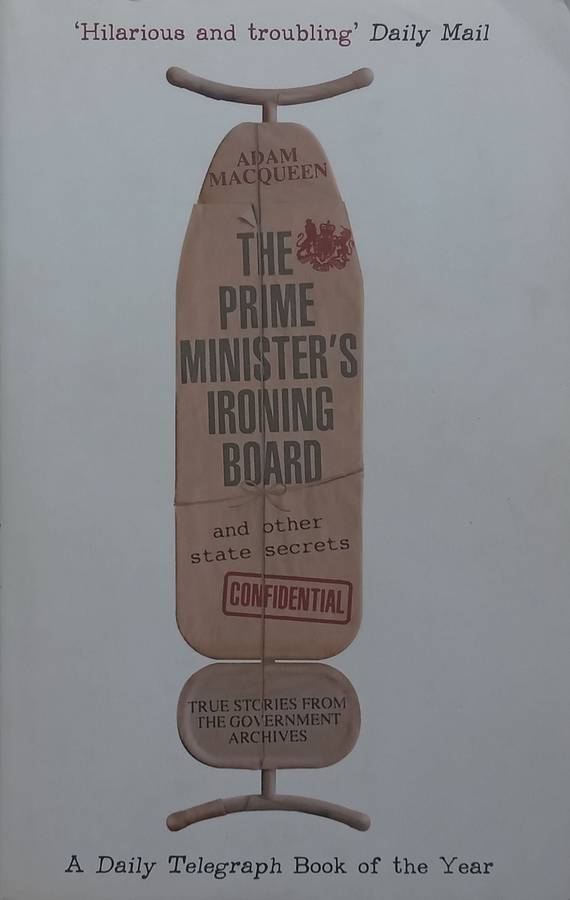 ‘Hilarious and troubling’ Daily Mail
ADAM
MACQUEEN
THE
PRIME
MINISTER’S
IRONING
BOARD
and other
state secrets
CONFIDENTIAL
TRUE STORIES FROM
THE GOVERNMENT
ARCHIVES
A Daily Telegraph Book of the Year